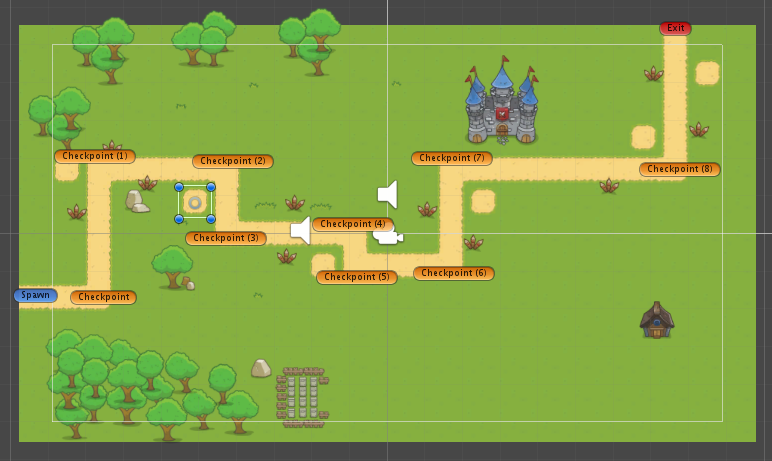 Exit
Checkpoint (1)
Checkpoint (2)
Checkpoint (7)
Checkpoint (8)
Checkpoint (4)
Checkpoint (3)
Checkpoint (5)
Checkpoint (6)
Spawn
Checkpoint